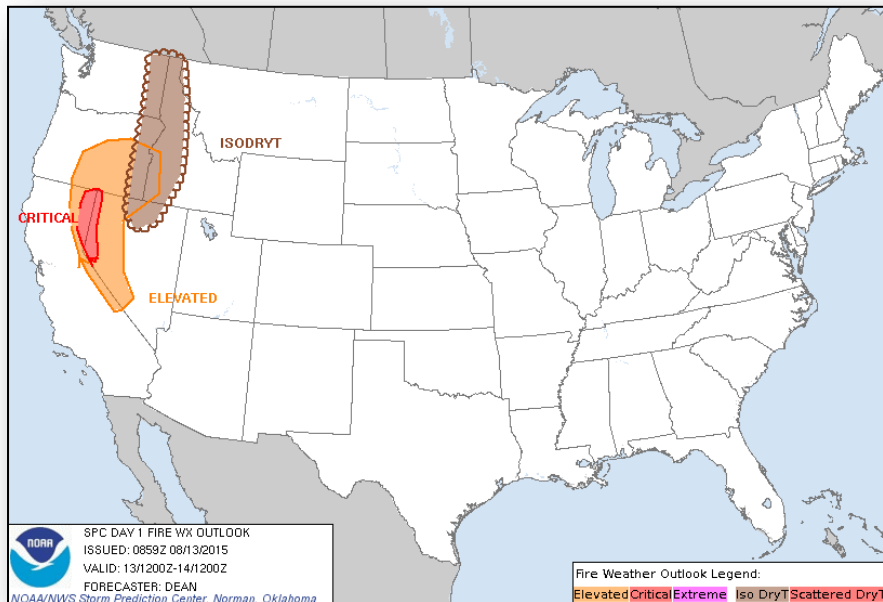 ISODRYT
CRITICAL
ELEVATED
SPC DAY 1 FIRE WX OUTLOOK
ISSUED: 0859Z 08/13/2015
VALID: 13/1200Z-14/1200Z
FORECASTER: DEAN
NOAA/NWS Storm Prediction Center, Norman, Oklahoma
NOAA
Fire Weather Outlook Legend:
Elevated Critical Extreme Iso DryT Scattered DryT